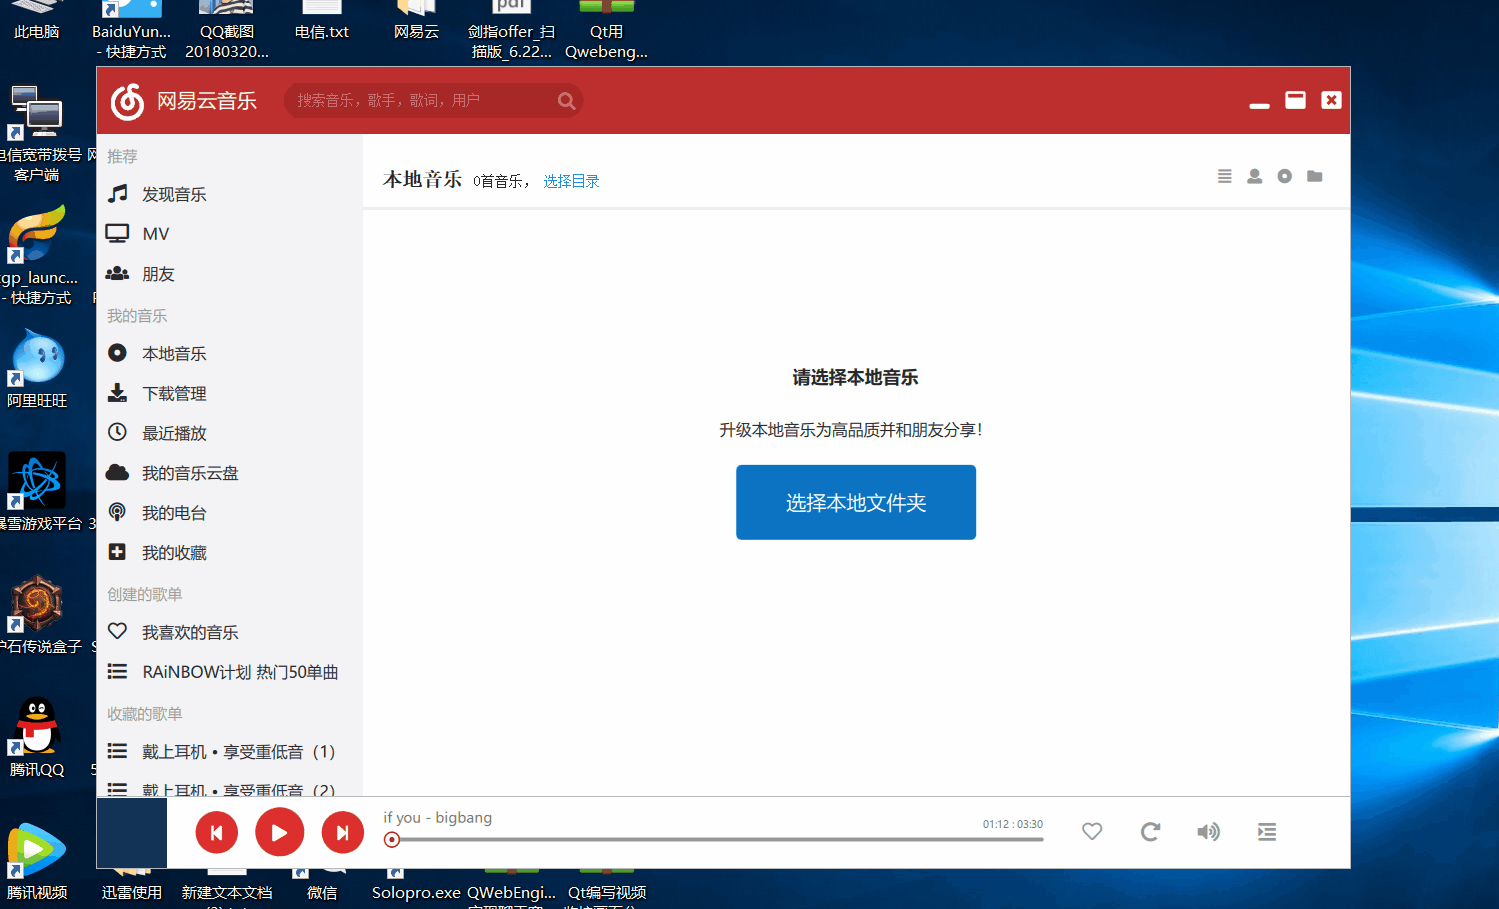 此电脑
BaiduYun...
- 快捷方式
QQ截图
20180320...
电信.txt
网易云
剑指offer_扫
描版_6.22...
Qt用
Qwebeng...
pdf
网易云音乐
搜索音乐，歌手，歌词，用户
电信宽带拨号
客户端
gp_launc...
- 快捷方式
阿里旺旺
暴雪游戏平台
炉石传说盒子
腾讯QQ
腾讯视频
推荐
发现音乐
MV
朋友
我的音乐
本地音乐
下载管理
最近播放
我的音乐云盘
我的电台
我的收藏
创建的歌单
我喜欢的音乐
RAiNBOW计划 热门50单曲
收藏的歌单
戴上耳机 • 享受重低音（1）
戴上耳机 • 享受重低音（2）
本地音乐 0首音乐， 选择目录
请选择本地音乐
升级本地音乐为高品质并和朋友分享！
选择本地文件夹
if you - bigbang
01:12 : 03:30
迅雷使用
新建文本文档
微信
Solopro.exe
QWebEngi...
Qt编写视频